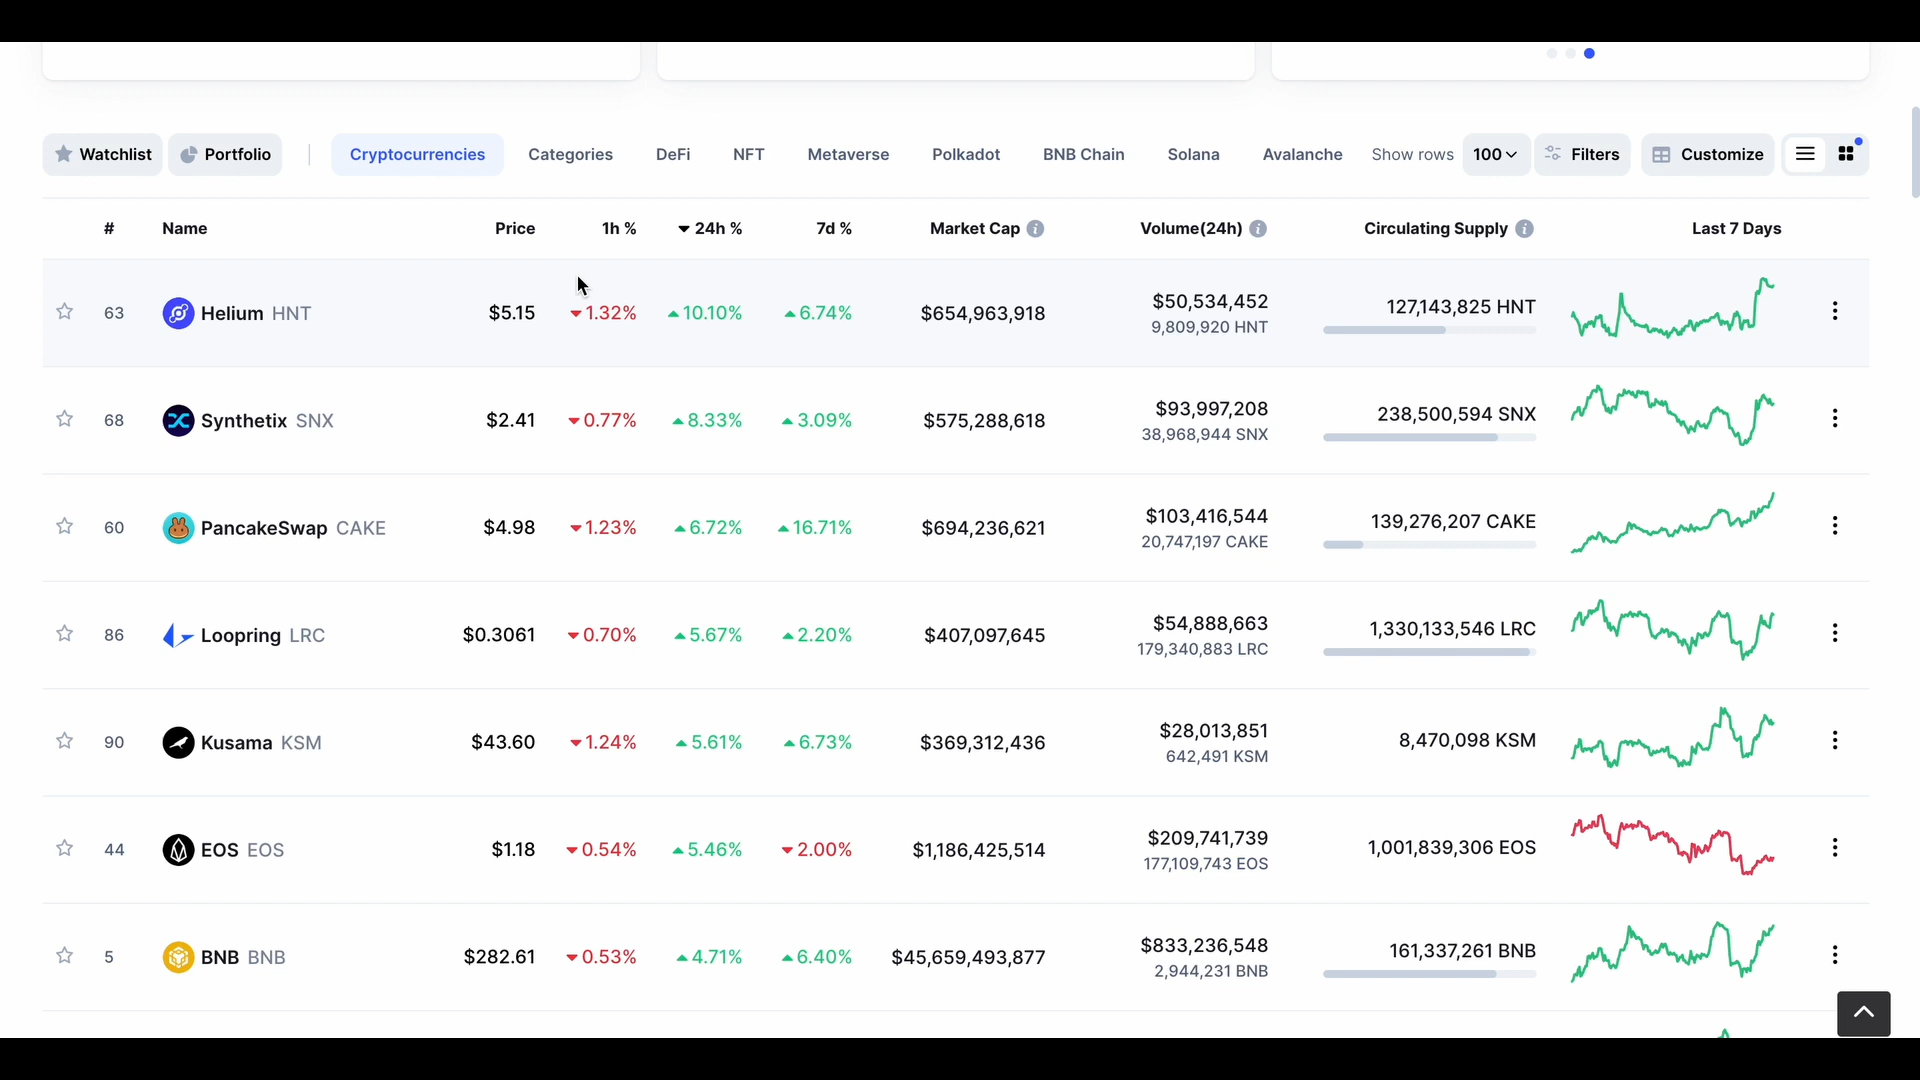 Watchlist Portfolio Cryptocurrencies Categories DeFi NFT Metaverse Polkadot BNB Chain Solana Avalanche Show rows 100 Filters Customize
# Name Price 1h % 24h % 7d % Market Cap Volume(24h) Circulating Supply Last 7 Days
63 Helium HNT $5.15 1.32% 10.10% 6.74% $654,963,918 $50,534,452 127,143,825 HNT
9,809,920 HNT
68 Synthetix SNX $2.41 0.77% 8.33% 3.09% $575,288,618 $93,997,208 238,500,594 SNX
38,968,944 SNX
60 PancakeSwap CAKE $4.98 1.23% 6.72% 16.71% $694,236,621 $103,416,544 139,276,207 CAKE
20,747,197 CAKE
86 Loopring LRC $0.3061 0.70% 5.67% 2.20% $407,097,645 $54,888,663 1,330,133,546 LRC
179,340,883 LRC
90 Kusama KSM $43.60 1.24% 5.61% 6.73% $369,312,436 $28,013,851 8,470,098 KSM
642,491 KSM
44 EOS EOS $1.18 0.54% 5.46% 2.00% $1,186,425,514 $209,741,739 1,001,839,306 EOS
177,109,743 EOS
5 BNB BNB $282.61 0.53% 4.71% 6.40% $45,659,493,877 $833,236,548 161,337,261 BNB
2,944,231 BNB